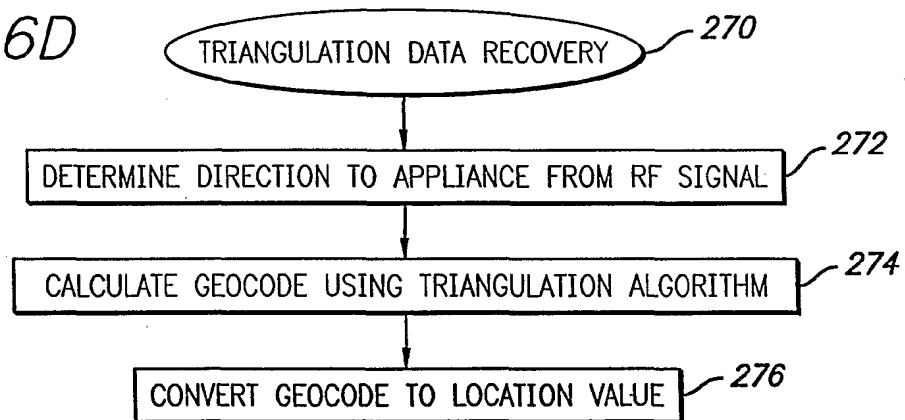 6D
TRIANGULATION DATA RECOVERY
270
DETERMINE DIRECTION TO APPLIANCE FROM RF SIGNAL
272
CALCULATE GEOCODE USING TRIANGULATION ALGORITHM
274
CONVERT GEOCODE TO LOCATION VALUE
276